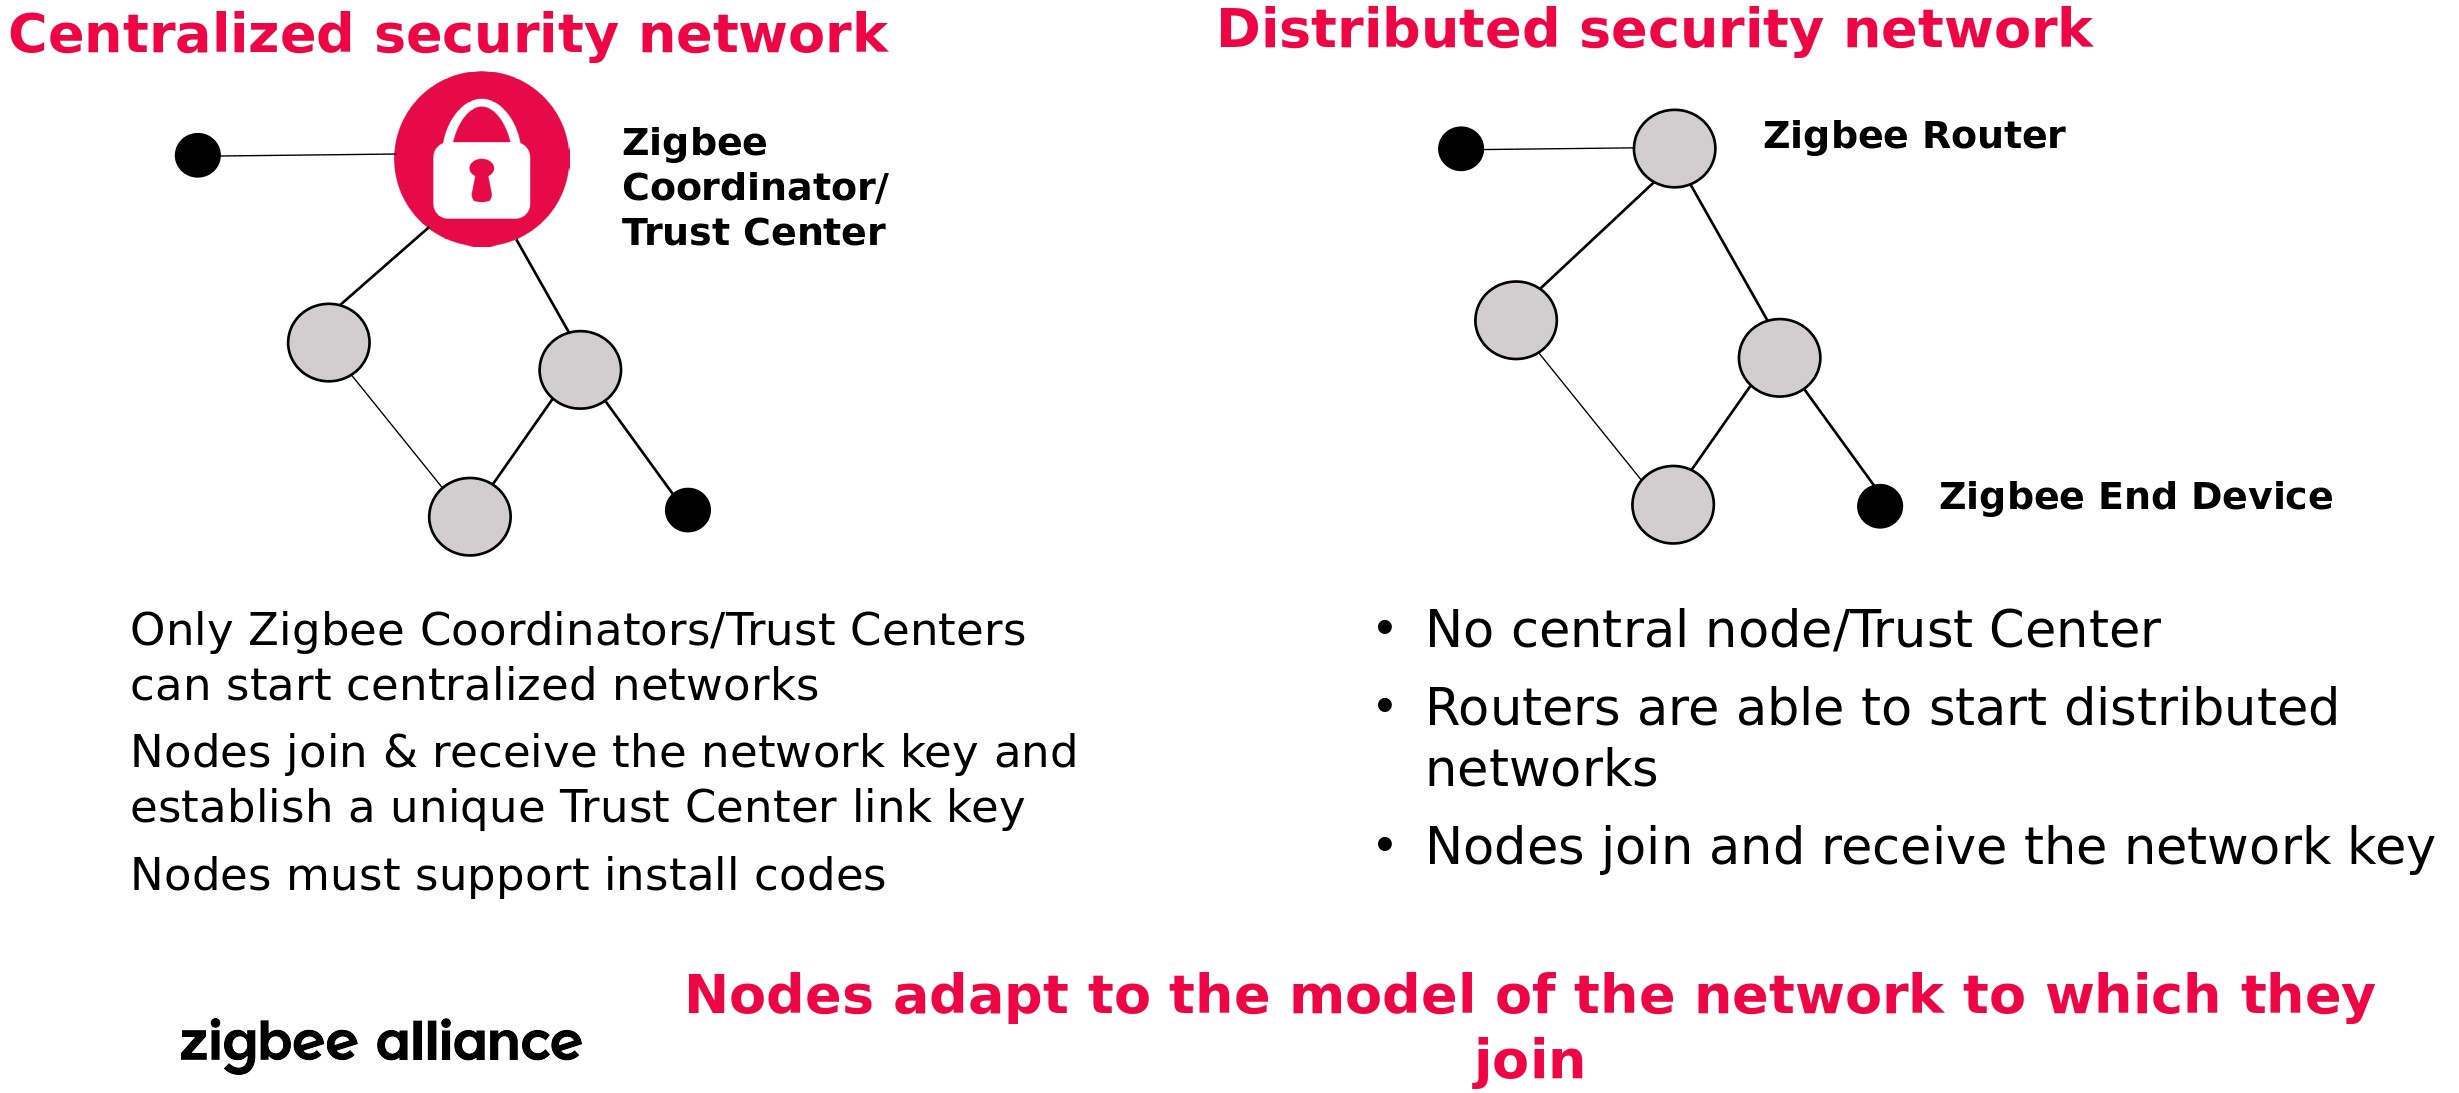 Centralized security network
Zigbee
Coordinator/
Trust Center
Only Zigbee Coordinators/Trust Centers
can start centralized networks
Nodes join & receive the network key and
establish a unique Trust Center link key
Nodes must support install codes
Distributed security network
Zigbee Router
Zigbee End Device
• No central node/Trust Center
• Routers are able to start distributed
networks
• Nodes join and receive the network key
zigbee alliance
Nodes adapt to the model of the network to which they
join